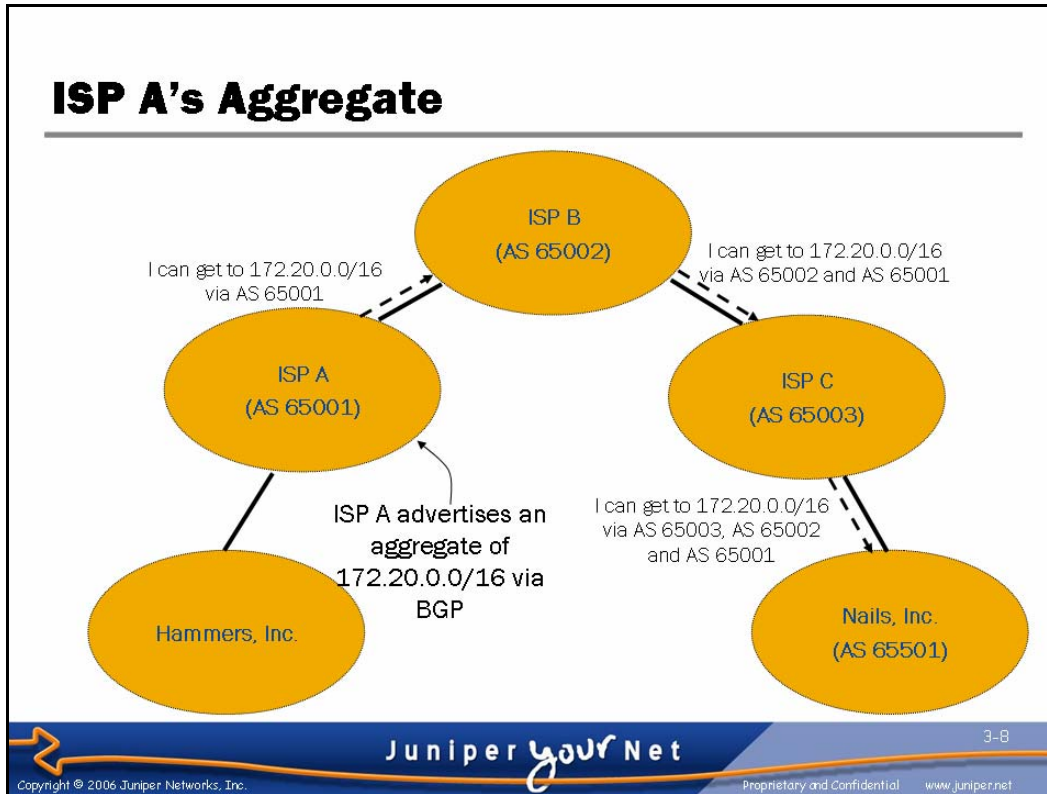 ISP A's Aggregate
ISP B
(AS 65002)
I can get to 172.20.0.0/16
via AS 65001
I can get to 172.20.0.0/16
via AS 65002 and AS 65001
ISP A
(AS 65001)
ISP C
(AS 65003)
ISP A advertises an
aggregate of
172.20.0.0/16 via
BGP
I can get to 172.20.0.0/16
via AS 65003, AS 65002
and AS 65001
Hammers, Inc.
Nails, Inc.
(AS 65501)
Juniper your Net
3-8
Copyright © 2006 Juniper Networks, Inc.
Proprietary and Confidential
www.juniper.net